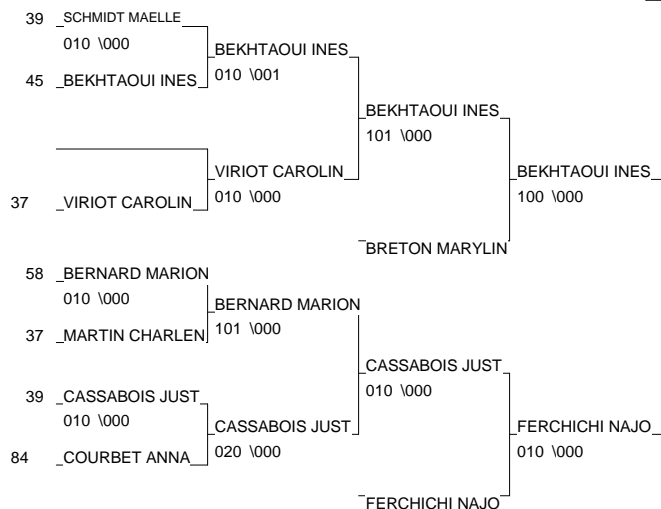 39 SCHMIDT MAELLE
010 \000
BEKHTAOUI INES
45 BEKHTAOUI INES
010 \001
BEKHTAOUI INES
101 \000
VIRIOT CAROLIN
BEKHTAOUI INES
37 VIRIOT CAROLIN
010 \000
100 \000
BRETON MARYLIN
58 BERNARD MARION
010 \000
BERNARD MARION
37 MARTIN CHARLEN
101 \000
CASSABOIS JUST
010 \000
39 CASSABOIS JUST
010 \000
CASSABOIS JUST
FERCHICHI NAJO
020 \000
010 \000
84 COURBET ANNA
FERCHICHI NAJO